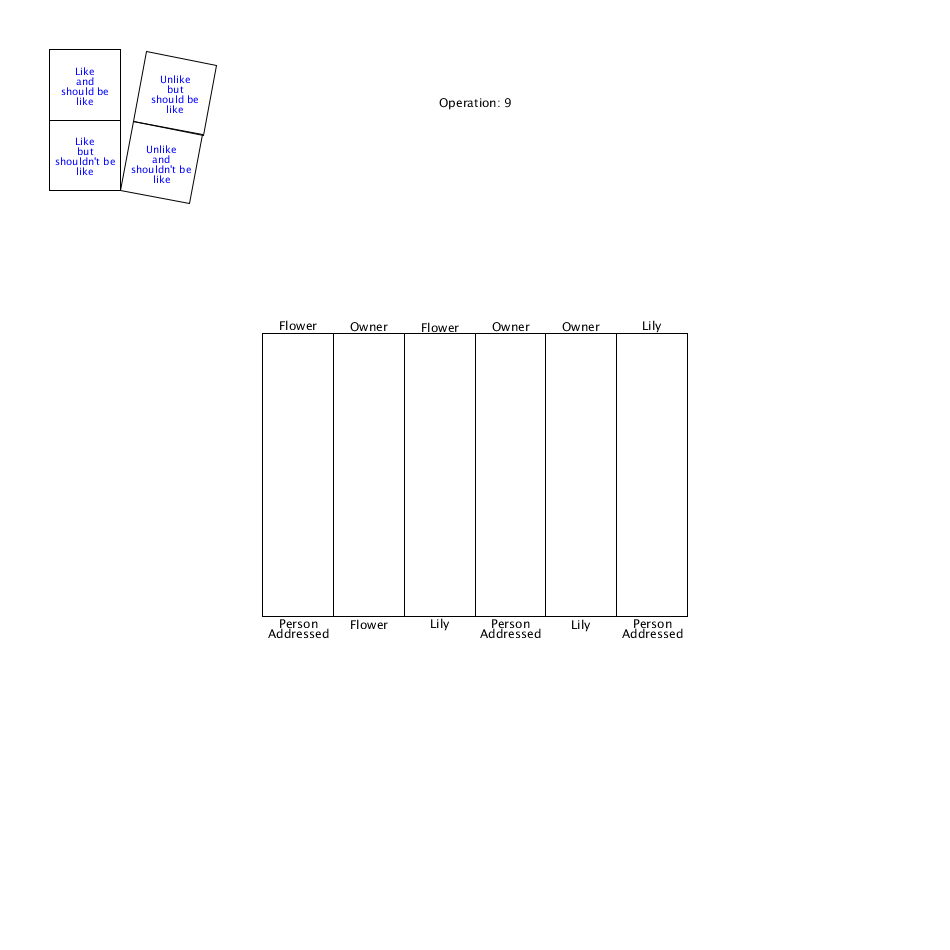 Like
and
should be
like
Unlike
but
should be
like
Operation: 9
Like
but
shouldn't be
like
Unlike
and
shouldn't be
like
Flower Owner Flower Owner Owner Lily
Person
Addressed
Flower
Lily
Person
Addressed
Lily
Person
Addressed